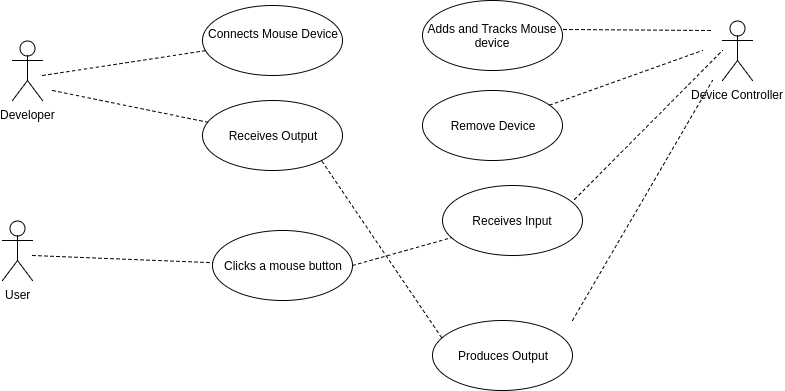 Connects Mouse Device
Adds and Tracks Mouse
device
Developer
Device Controller
Receives Output
Remove Device
Receives Input
Clicks a mouse button
User
Produces Output